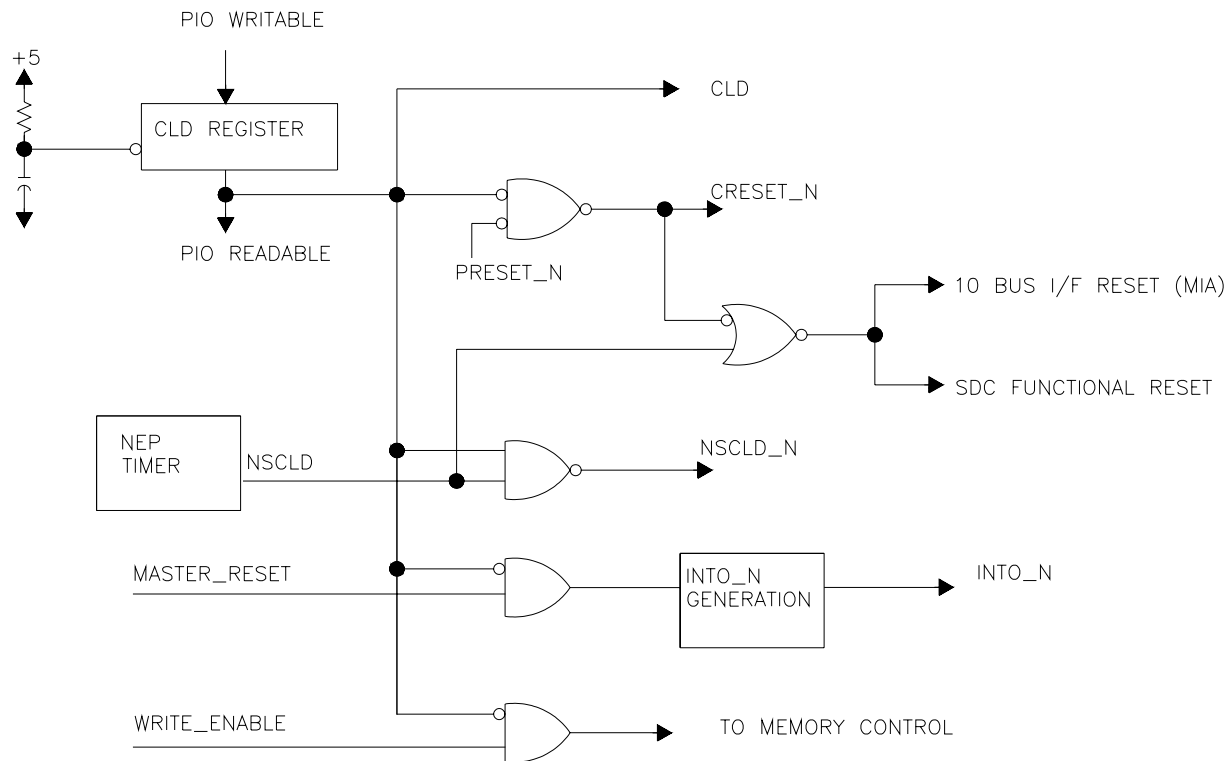 PIO WRITABLE
+5
CLD
CLD REGISTER
CRESET_N
PIO READABLE
PRESET_N
10 BUS I/F RESET (MIA)
SDC FUNCTIONAL RESET
NEP
TIMER
NSCLD
NSCLD_N
MASTER_RESET
INTO_N
GENERATION
INTO_N
WRITE_ENABLE
TO MEMORY CONTROL